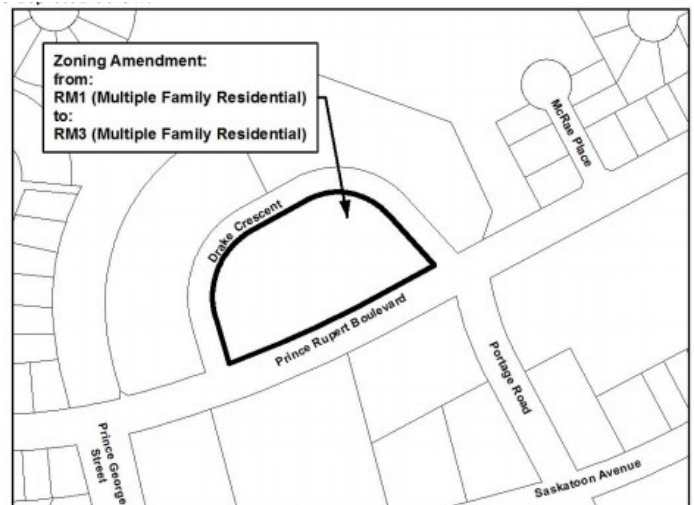 Zoning Amendment:
from:
RM1 (Multiple Family Residential)
to:
RM3 (Multiple Family Residential)
McRae Place
Drake Crescent
Prince Rupert Boulevard
Portage Road
Prince George
Street
Saskatoon Avenue